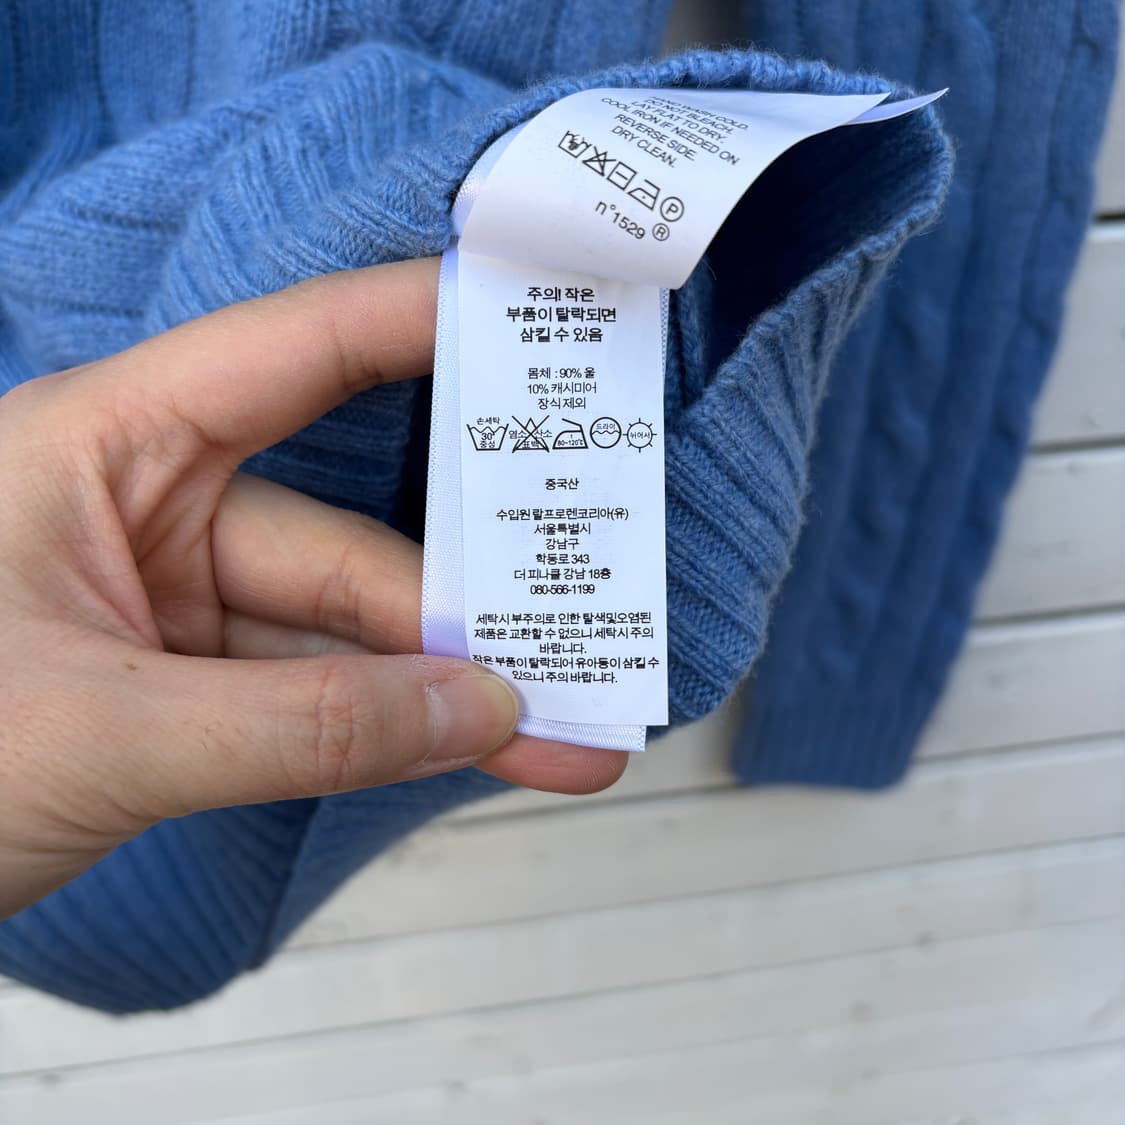 HAND WASH COLD.
DO NOT BLEACH.
LAY FLAT TO DRY.
COOL IRON IF NEEDED ON
REVERSE SIDE.
DRY CLEAN.
P
n°1529 ®
주의! 작은
부품이 탈락되면
삼킬 수 있음
몸체 : 90% 울
10% 캐시미어
장식 제외
손세탁
30°
중성
염소 산소
표백
1
80~120℃
드라이
뉘어서
중국산
수입원 랄프로렌코리아(유)
서울특별시
강남구
학동로 343
더 피나클 강남 18층
080-566-1199
세탁시 부주의로 인한 탈색및오염된
제품은 교환할 수 없으니 세탁시 주의
바랍니다.
작은 부품이 탈락되어 유아등이 삼킬 수
있으니 주의 바랍니다.